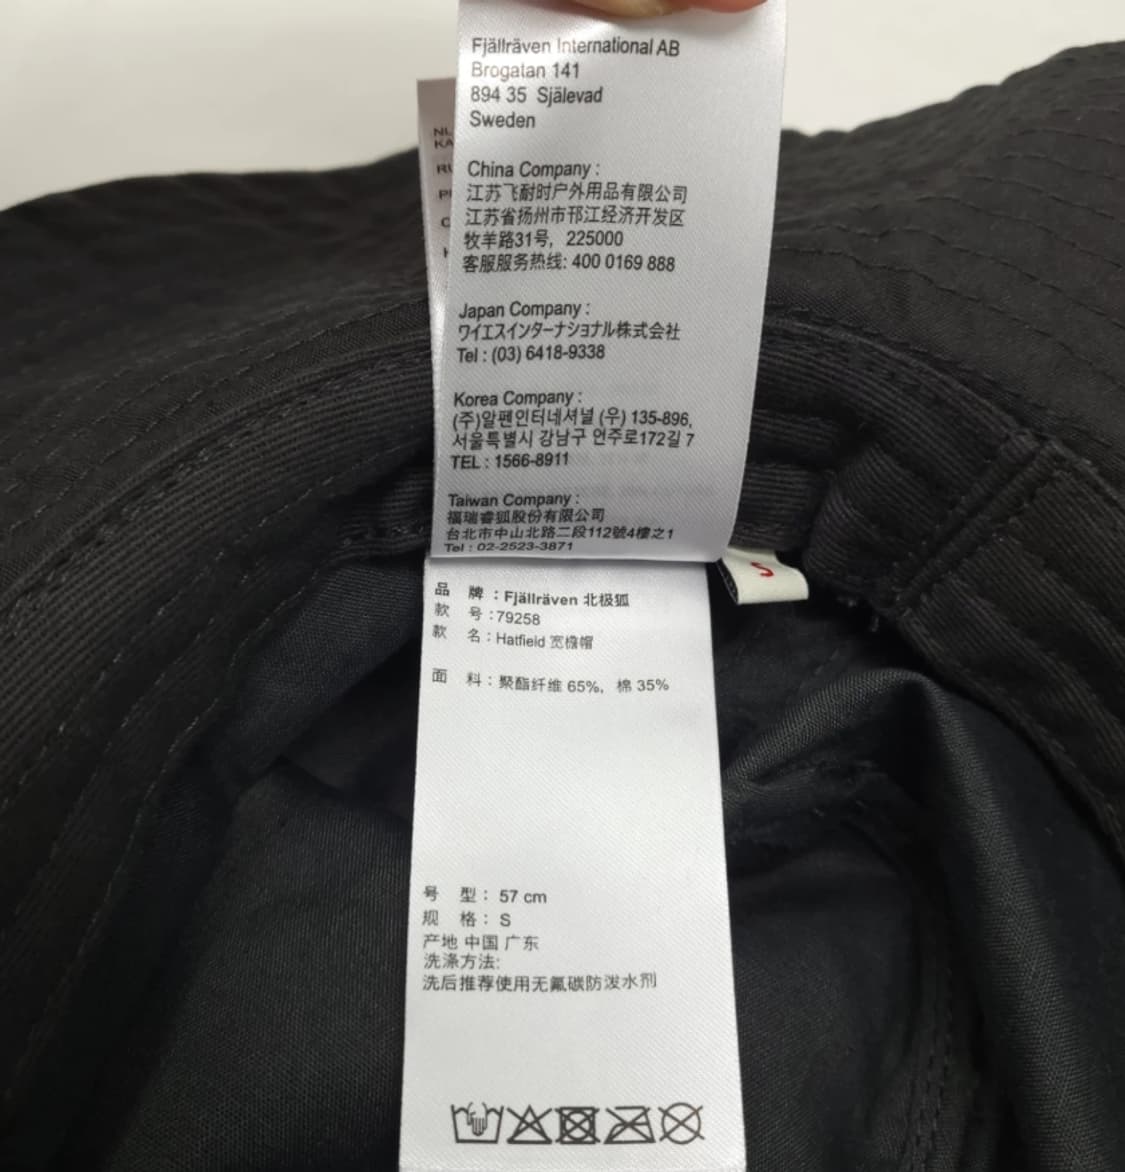 Fjällräven International AB
Brogatan 141
894 35 Själevad
Sweden
China Company :
江苏飞耐时户外用品有限公司
江苏省扬州市邗江经济开发区
牧羊路31号, 225000
客服服务热线: 400 0169 888
Japan Company :
ワイエスインターナショナル株式会社
Tel : (03) 6418-9338
Korea Company :
(주)알펜인터네셔널 (우) 135-896,
서울특별시 강남구 언주로172길 7
TEL : 1566-8911
Taiwan Company :
福瑞睿狐股份有限公司
台北市中山北路二段112號4樓之1
Tel : 02-2523-3871
S
品 牌 : Fjällräven 北极狐
款 号 : 79258
款 名 : Hatfield 宽檐帽
面 料 : 聚酯纤维 65%, 棉 35%
号 型 : 57 cm
规 格 : S
产地 中国 广东
洗涤方法:
洗后推荐使用无氟碳防泼水剂